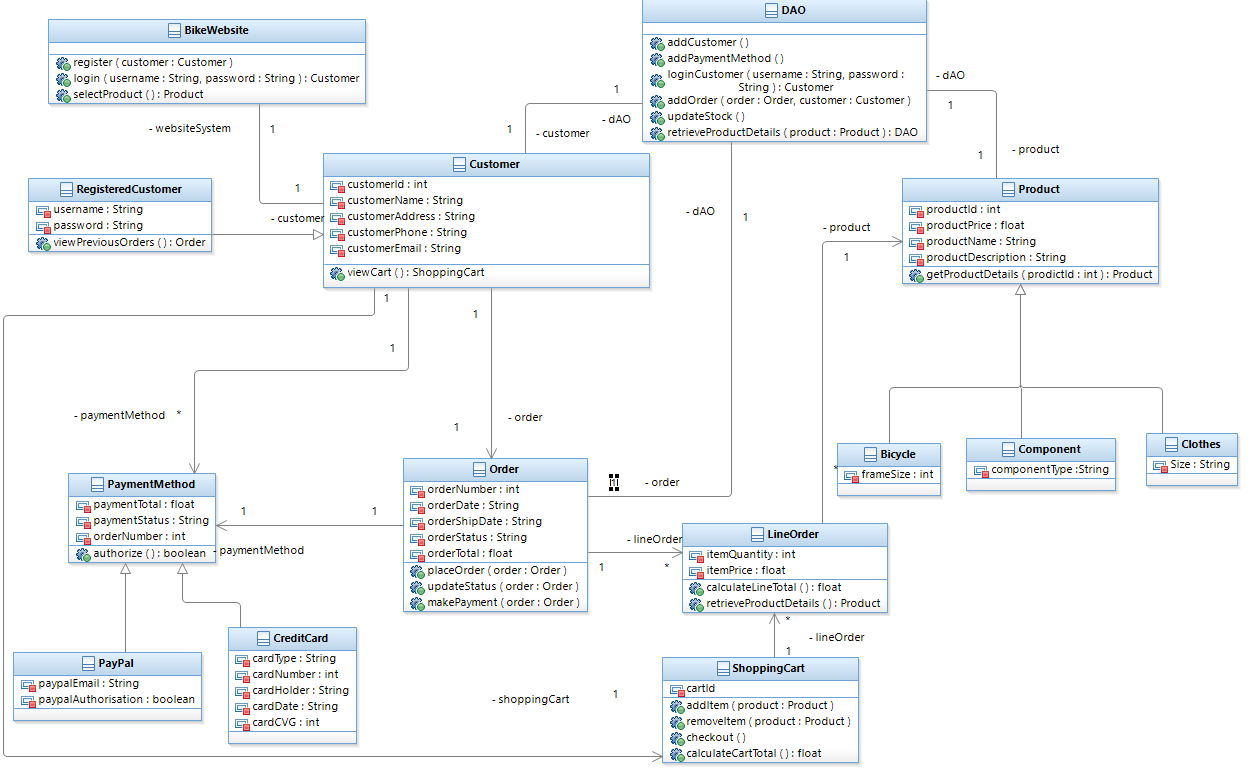 BikeWebsite
register ( customer : Customer )
login ( username : String, password : String ) : Customer
selectProduct ( ) : Product
DAO
addCustomer ( )
addPaymentMethod ( )
loginCustomer ( username : String, password :
String ) : Customer
addOrder ( order : Order, customer : Customer )
updateStock ( )
retrieveProductDetails ( product : Product ) : DAO
- websiteSystem
1
1
- customer
1
- dAO
1
- customer
- dAO
1
1
- product
Customer
customerId : int
customerName : String
customerAddress : String
customerPhone : String
customerEmail : String
viewCart ( ) : ShoppingCart
RegisteredCustomer
username : String
password : String
viewPreviousOrders ( ) : Order
Product
productId : int
productPrice : float
productName : String
productDescription : String
getProductDetails ( prodictId : int ) : Product
- dAO
1
- product
1
1
1
1
- paymentMethod
*
1
- order
Bicycle
frameSize : int
*
Component
componentType :String
Clothes
Size : String
PaymentMethod
paymentTotal : float
paymentStatus : String
orderNumber : int
authorize ( ) : boolean
- paymentMethod
1
1
Order
orderNumber : int
orderDate : String
orderShipDate : String
orderStatus : String
orderTotal : float
placeOrder ( order : Order )
updateStatus ( order : Order )
makePayment ( order : Order )
1
- order
- lineOrder
1
*
LineOrder
itemQuantity : int
itemPrice : float
calculateLineTotal ( ) : float
retrieveProductDetails ( ) : Product
*
- lineOrder
1
PayPal
paypalEmail : String
paypalAuthorisation : boolean
CreditCard
cardType : String
cardNumber : int
cardHolder : String
cardDate : String
cardCVG : int
- shoppingCart
1
ShoppingCart
cartId
addItem ( product : Product )
removeItem ( product : Product )
checkout ( )
calculateCartTotal ( ) : float